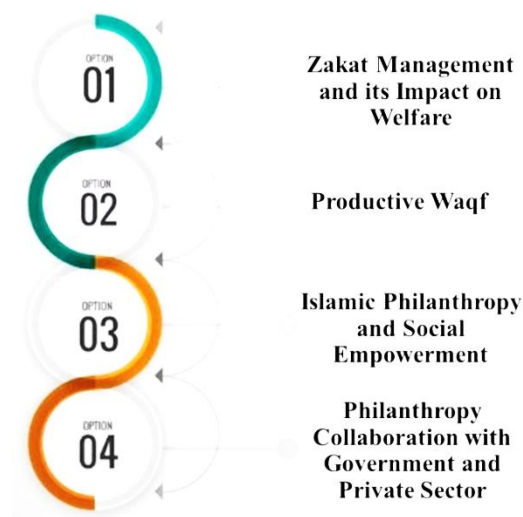 OPTION
01
Zakat Management
and its Impact on
Welfare
OPTION
02
Productive Waqf
OPTION
03
Islamic Philanthropy
and Social
Empowerment
OPTION
04
Philanthropy
Collaboration with
Government and
Private Sector